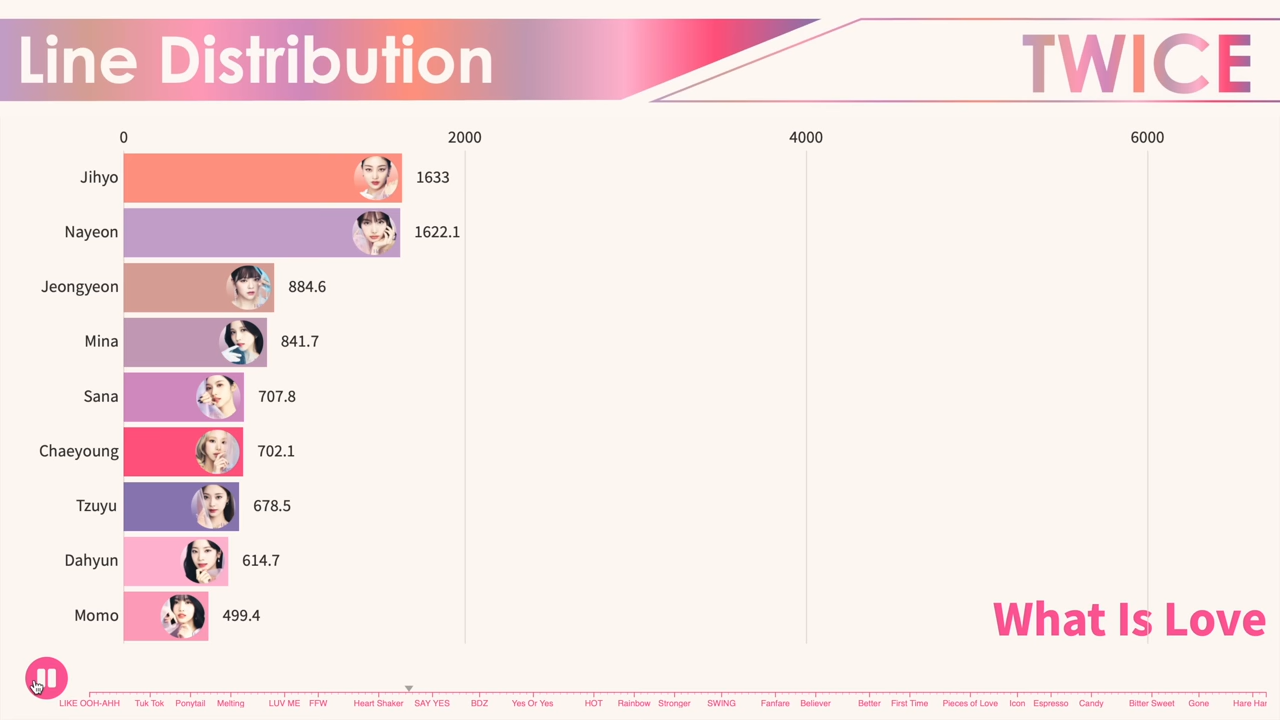 Line Distribution
TWICE
0 2000 4000 6000
Jihyo 1633
Nayeon 1622.1
Jeongyeon 884.6
Mina 841.7
Sana 707.8
Chaeyoung 702.1
Tzuyu 678.5
Dahyun 614.7
Momo 499.4
What Is Love
LIKE OOH-AHH Tuk Tok Ponytail Melting LUV ME FFW Heart Shaker SAY YES BDZ Yes Or Yes HOT Rainbow Stronger SWING Fanfare Believer Better First Time Pieces of Love Icon Espresso Candy Bitter Sweet Gone Hare Har